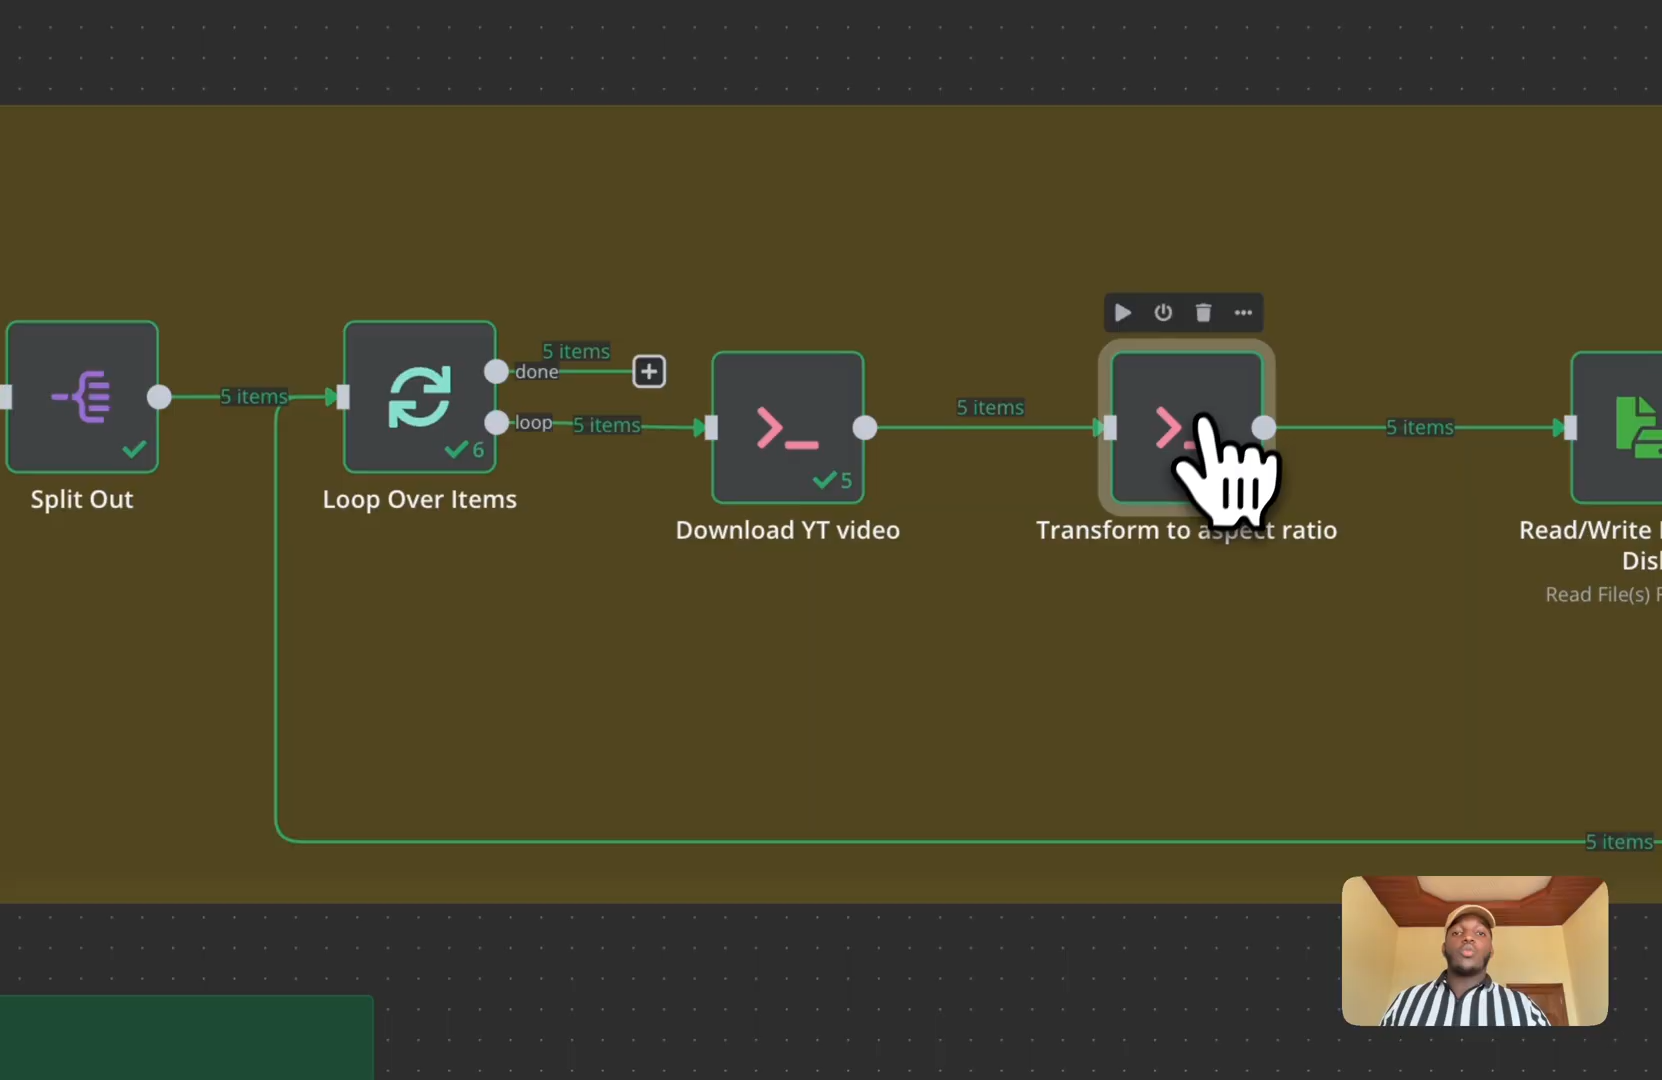 5 items
done
5 items
loop
5 items
6
5
5 items
5 items
Split Out
Loop Over Items
Download YT video
Transform to aspect ratio
Read/Write
Read File(s)
5 items